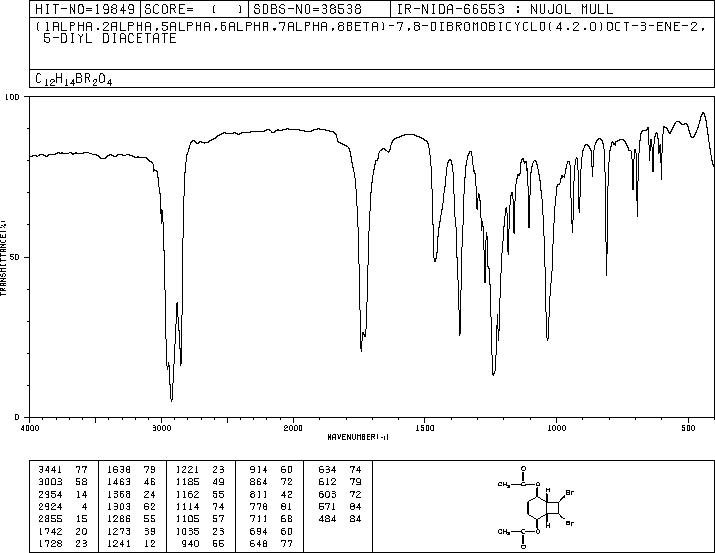 HIT-NO=19849 SCORE= ( ) SDBS-NO=38538 IR-NIDA-66553 : NUJOL MULL
(1ALPHA,2ALPHA,5ALPHA,6ALPHA,7ALPHA,8BETA)-7,8-DIBROMOBICYCLO(4.2.0)OCT-3-ENE-2,
5-DIYL DIACETATE
C12H14BR2O4
100
50
0
TRANSMITTANCE(%)
4000 3000 2000 1500 1000 500
WAVENUMBER(-1)
3441 77 1638 79 1221 23 914 60 634 74
3003 58 1463 46 1185 49 864 72 612 79
2954 14 1368 24 1162 55 811 42 603 72
2924 4 1303 62 1114 74 778 81 571 84
2855 15 1286 55 1105 57 711 68 484 84
1742 20 1273 39 1035 23 694 60
1728 23 1241 12 940 55 648 77
O
CH3 C O H Br
H Br
CH3 C O
O